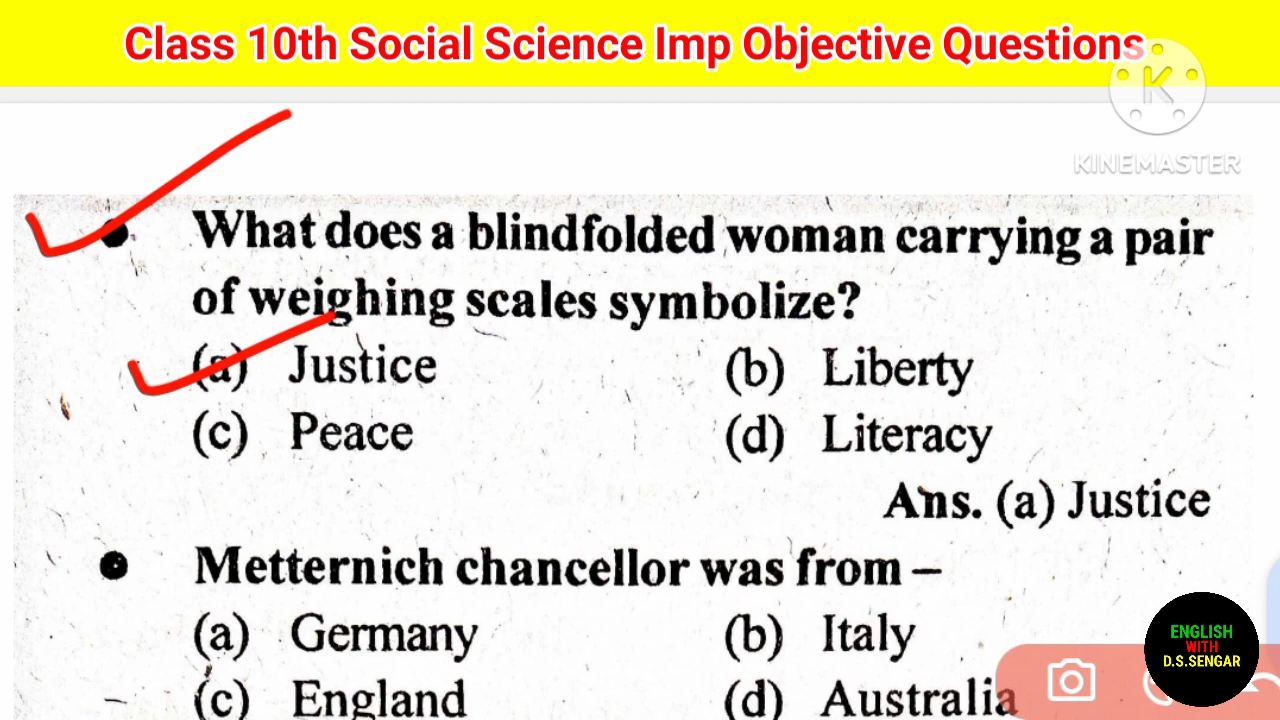 Class 10th Social Science Imp Objective Questions
K
KINEMASTER
What does a blindfolded woman carrying a pair
of weighing scales symbolize?
(a) Justice (b) Liberty
(c) Peace (d) Literacy
Ans. (a) Justice
Metternich chancellor was from –
(a) Germany (b) Italy
(c) England (d) Australia
ENGLISH
WITH
D.S.SENGAR